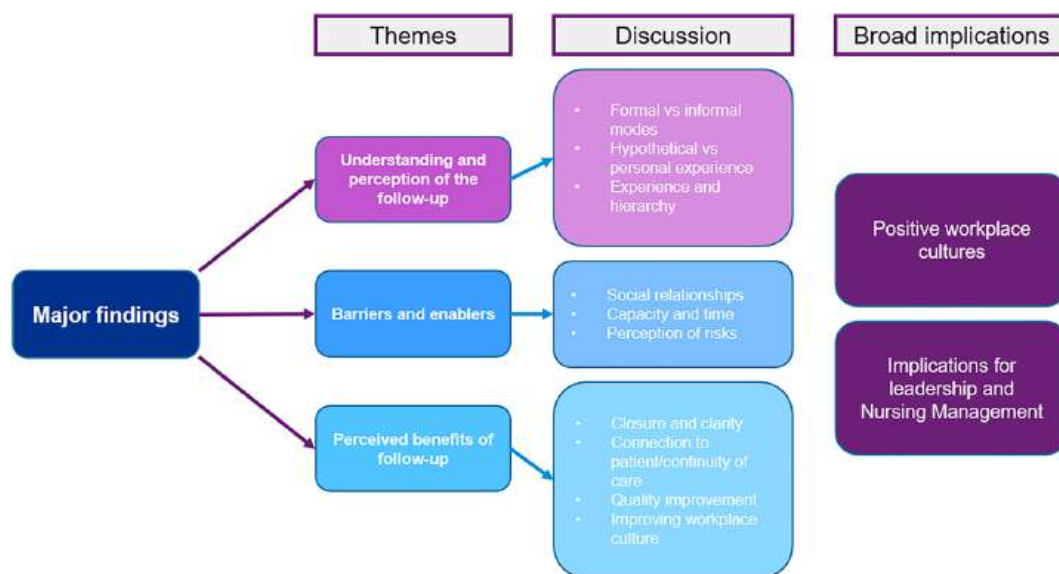 Themes
Discussion
Broad implications
Major findings
Understanding and
perception of the
follow-up
• Formal vs informal
modes
• Hypothetical vs
personal experience
• Experience and
hierarchy
Barriers and enablers
• Social relationships
• Capacity and time
• Perception of risks
Perceived benefits of
follow-up
• Closure and clarity
• Connection to
patient/continuity of
care
• Quality improvement
• Improving workplace
culture
Positive workplace
cultures
Implications for
leadership and
Nursing Management